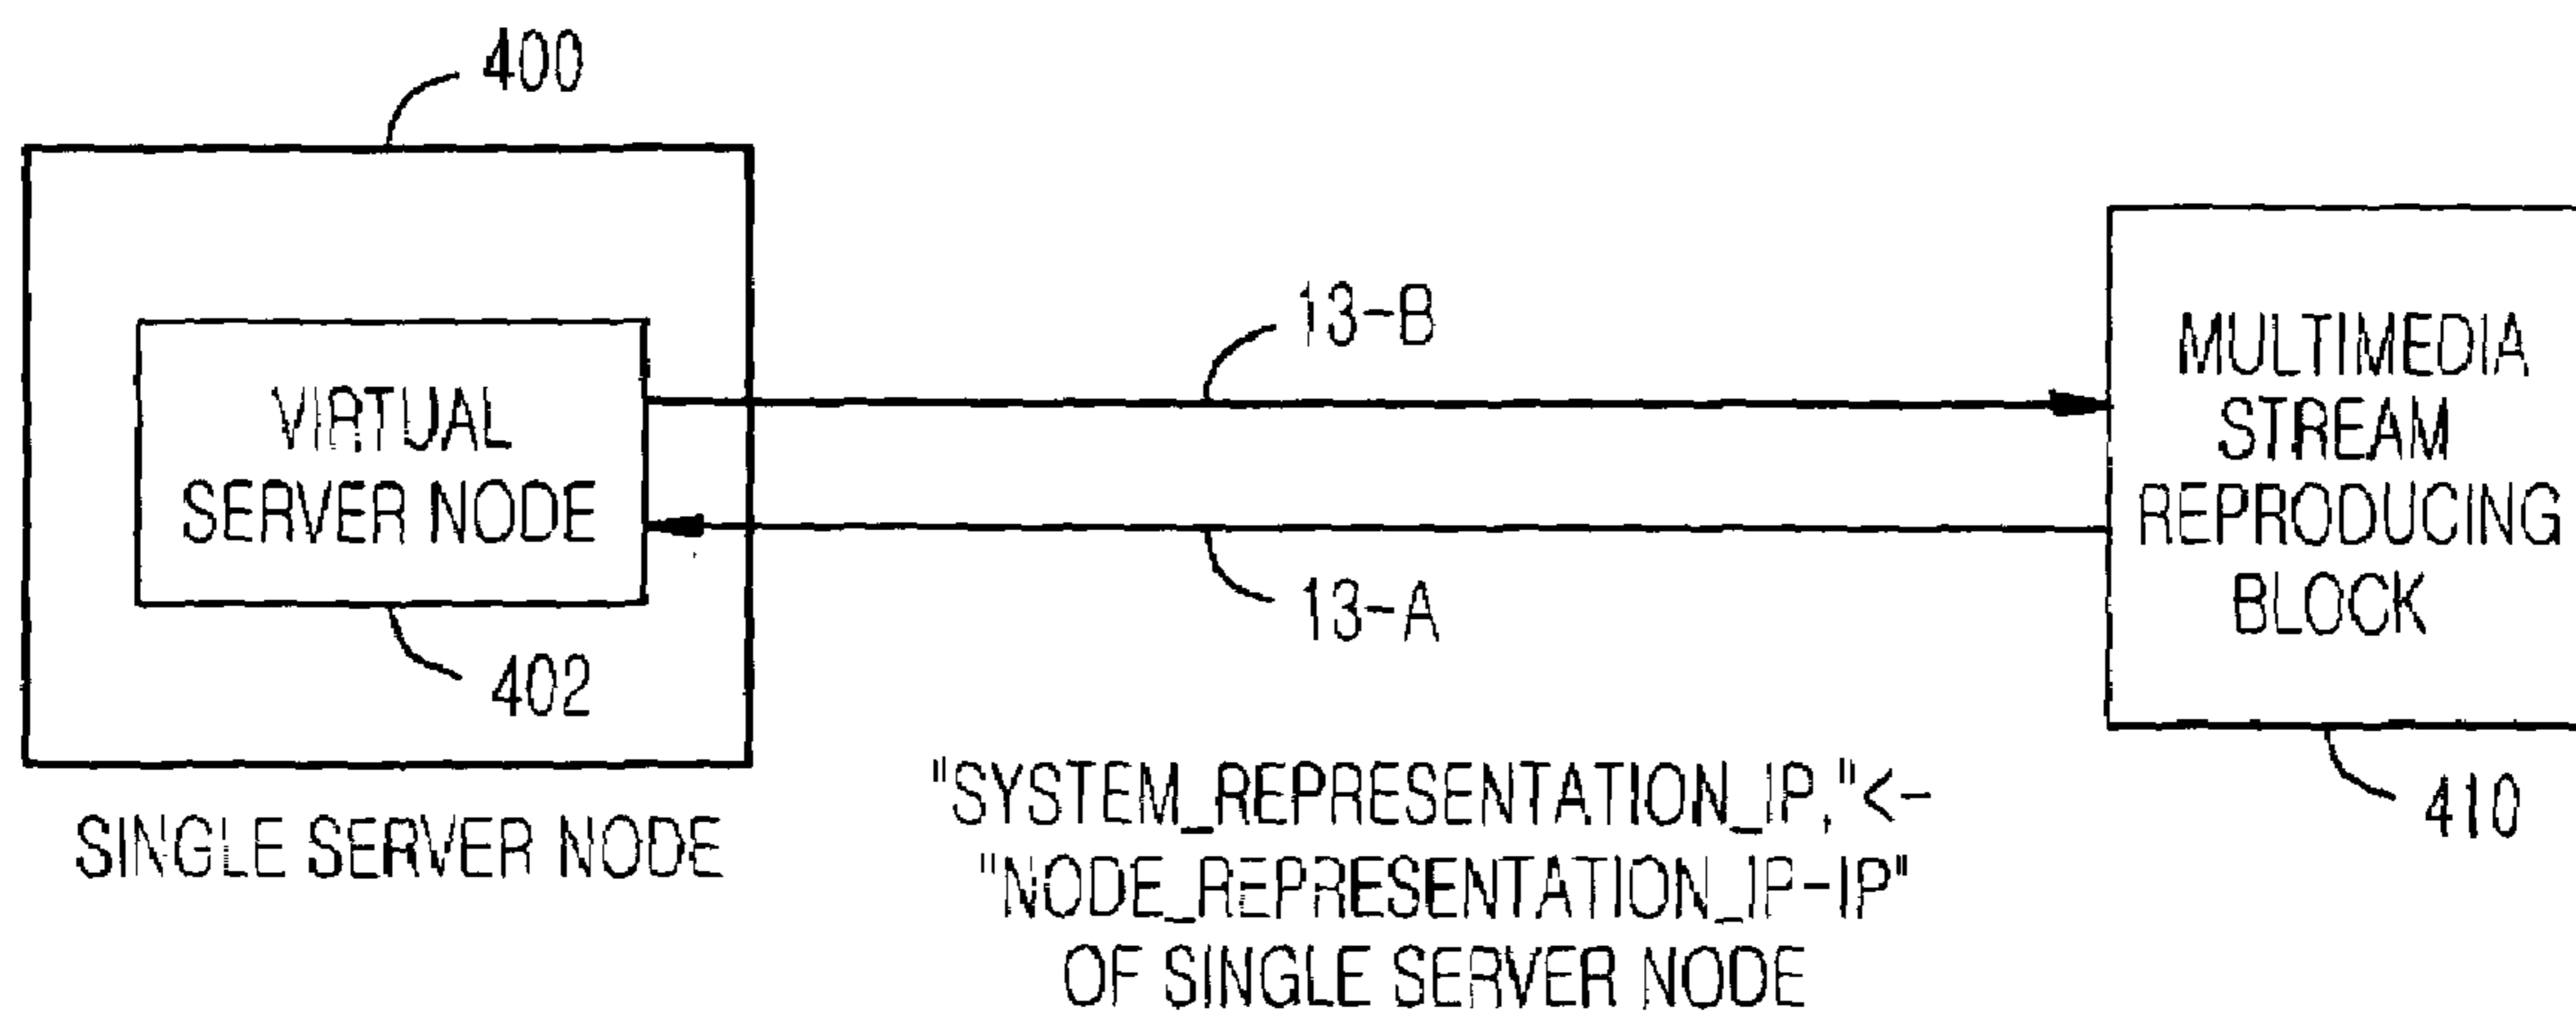 400
13-B
VIRTUAL
SERVER NODE
MULTIMEDIA
STREAM
REPRODUCING
BLOCK
13-A
402
410
SINGLE SERVER NODE
"SYSTEM_REPRESENTATION_IP,"<-
"NODE_REPRESENTATION_IP-IP"
OF SINGLE SERVER NODE